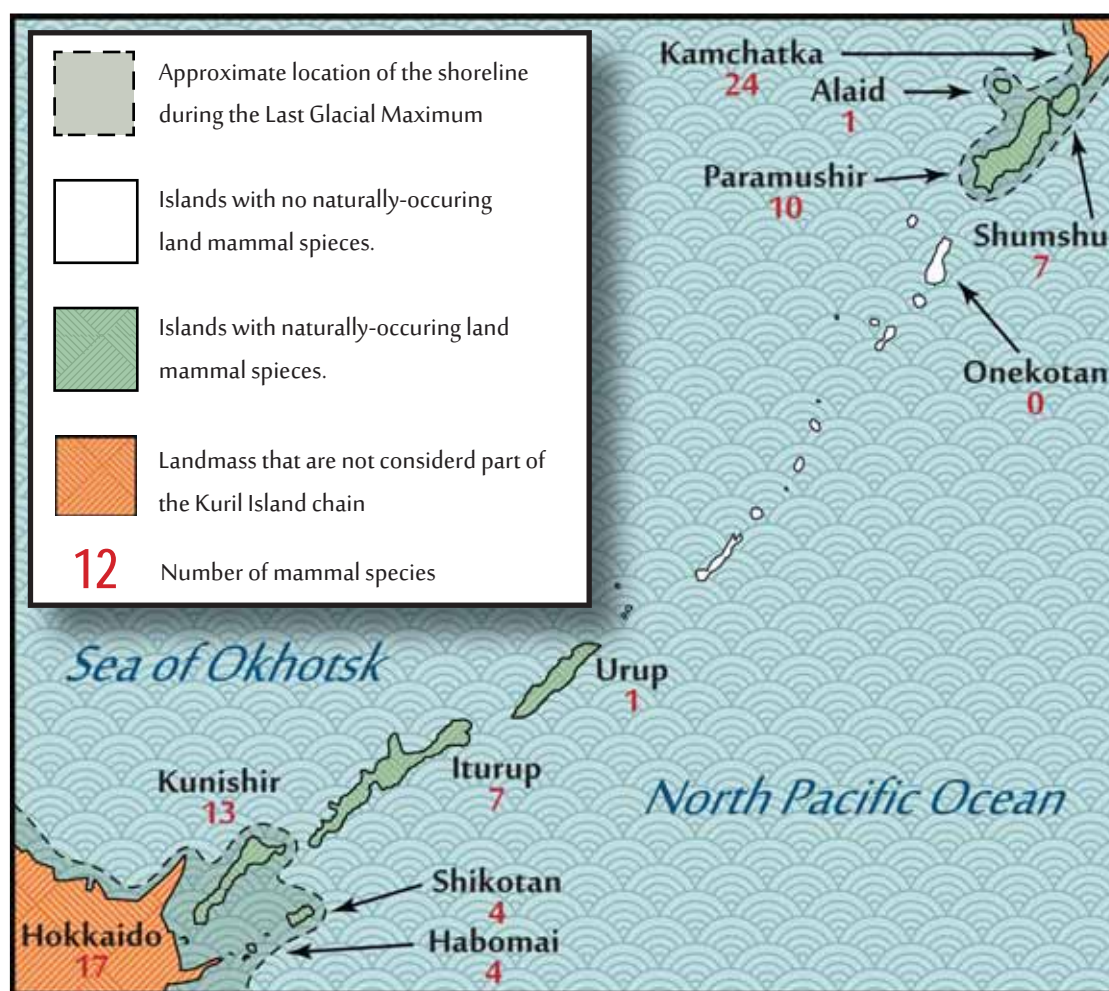 Approximate location of the shoreline
during the Last Glacial Maximum
Islands with no naturally-occuring
land mammal spieces.
Islands with naturally-occuring land
mammal spieces.
Landmass that are not considerd part of
the Kuril Island chain
12
Number of mammal species
Kamchatka
24
Alaid
1
Paramushir
10
Shumshu
7
Onekotan
0
Sea of Okhotsk
Urup
1
Iturup
7
Kunishir
13
North Pacific Ocean
Shikotan
4
Hokkaido
17
Habomai
4